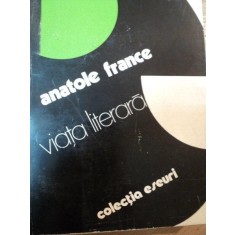 anatole france
viața literară
colecția eseuri